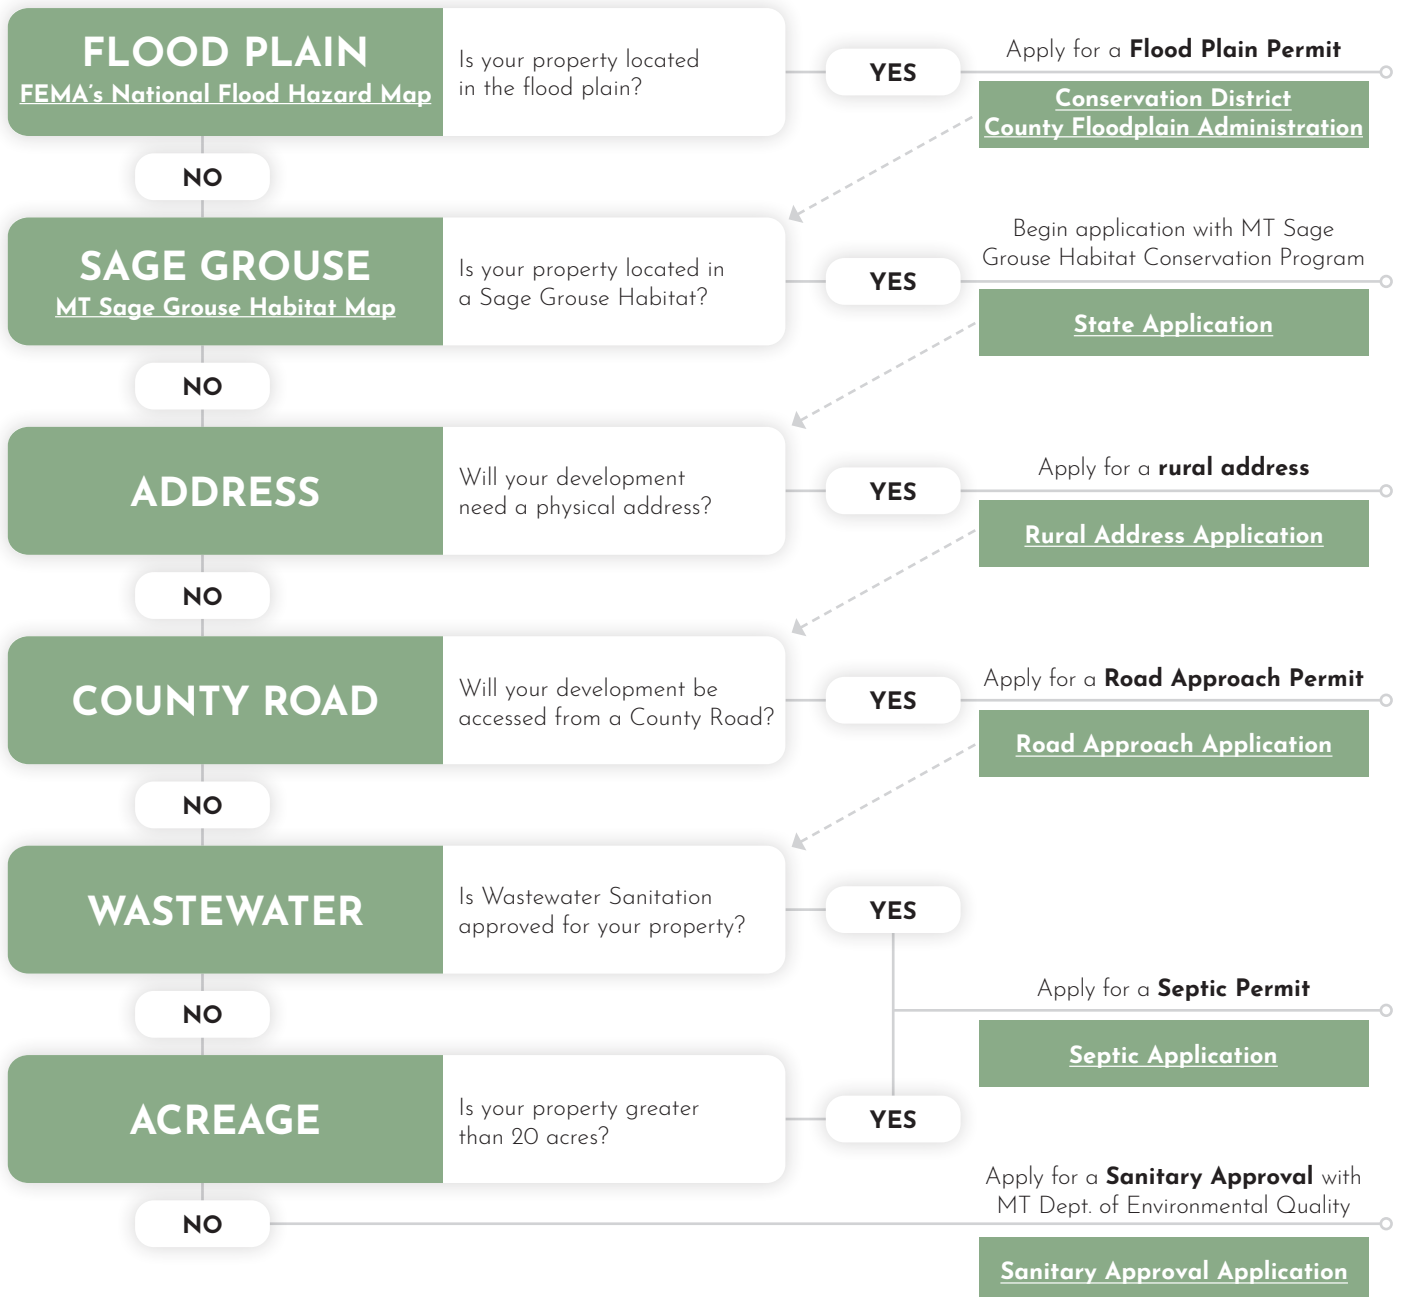 FLOOD PLAIN
FEMA's National Flood Hazard Map
Is your property located
in the flood plain?
YES
Apply for a Flood Plain Permit
Conservation District
County Floodplain Administration
NO
SAGE GROUSE
MT Sage Grouse Habitat Map
Is your property located in
a Sage Grouse Habitat?
YES
Begin application with MT Sage
Grouse Habitat Conservation Program
State Application
NO
ADDRESS
Will your development
need a physical address?
YES
Apply for a rural address
Rural Address Application
NO
COUNTY ROAD
Will your development be
accessed from a County Road?
YES
Apply for a Road Approach Permit
Road Approach Application
NO
WASTEWATER
Is Wastewater Sanitation
approved for your property?
YES
Apply for a Septic Permit
Septic Application
NO
ACREAGE
Is your property greater
than 20 acres?
YES
NO
Apply for a Sanitary Approval with
MT Dept. of Environmental Quality
Sanitary Approval Application